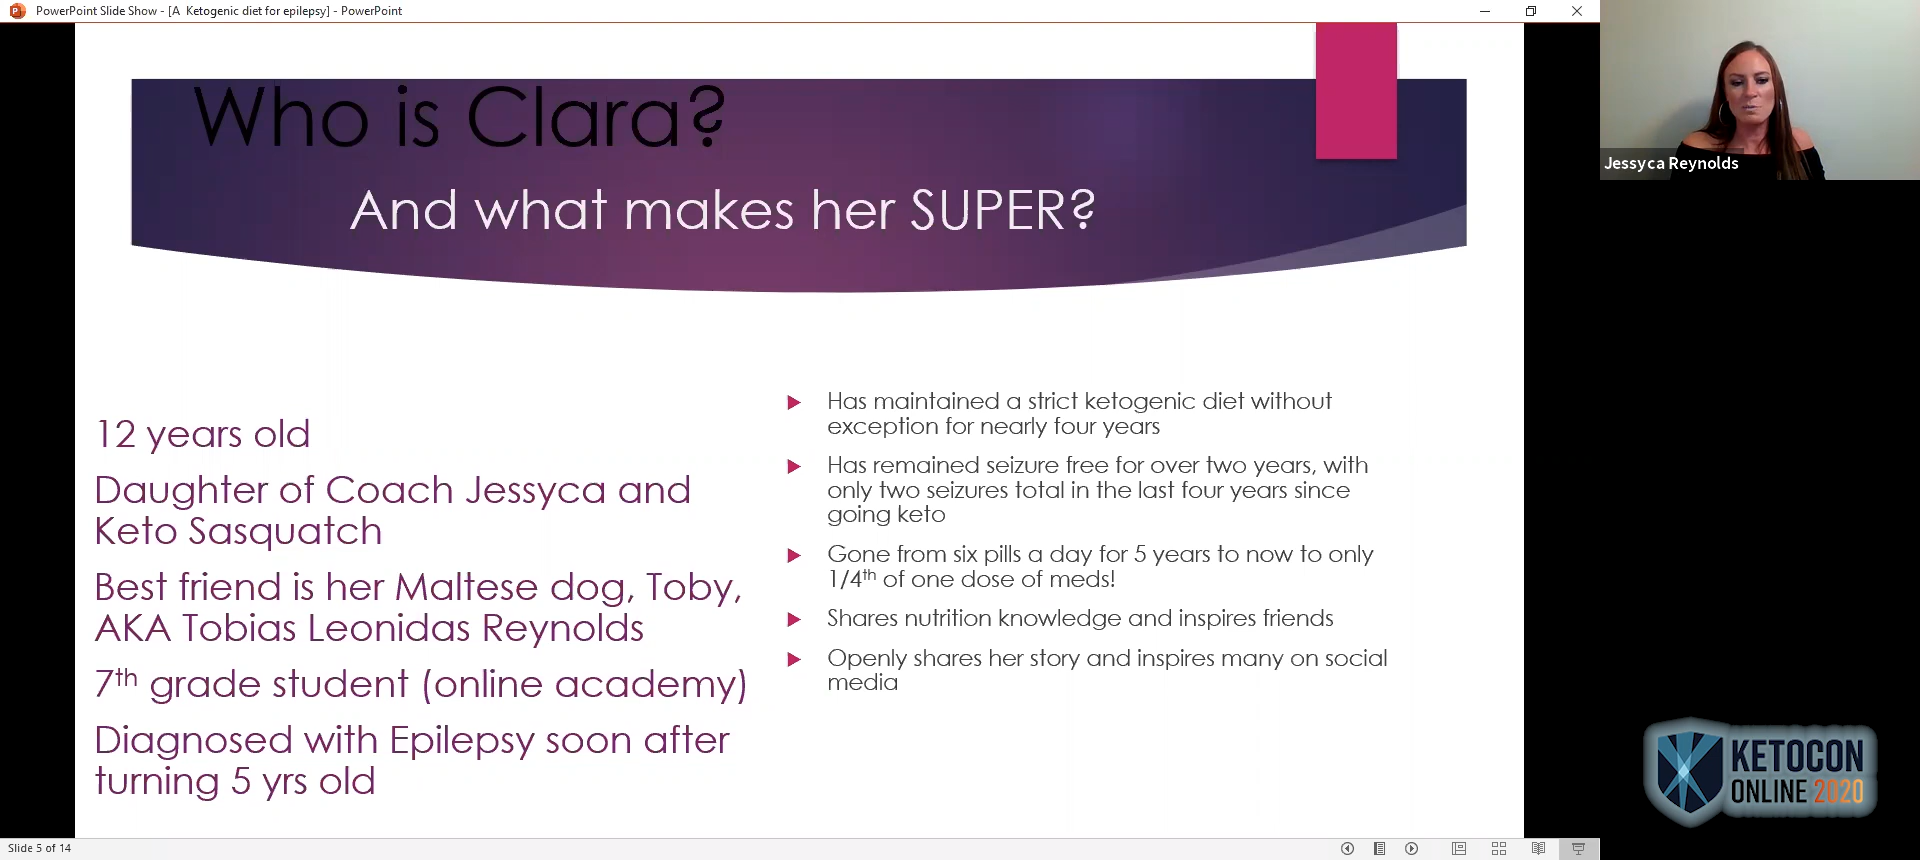 PowerPoint Slide Show - [A  Ketogenic diet for epilepsy] - PowerPoint
Who is Clara?
And what makes her SUPER?
12 years old
Daughter of Coach Jessyca and
Keto Sasquatch
Best friend is her Maltese dog, Toby,
AKA Tobias Leonidas Reynolds
7th grade student (online academy)
Diagnosed with Epilepsy soon after
turning 5 yrs old
Has maintained a strict ketogenic diet without
exception for nearly four years
Has remained seizure free for over two years, with
only two seizures total in the last four years since
going keto
Gone from six pills a day for 5 years to now to only
1/4th of one dose of meds!
Shares nutrition knowledge and inspires friends
Openly shares her story and inspires many on social
media
Jessyca Reynolds
KETOCON
ONLINE 2020
Slide 5 of 14